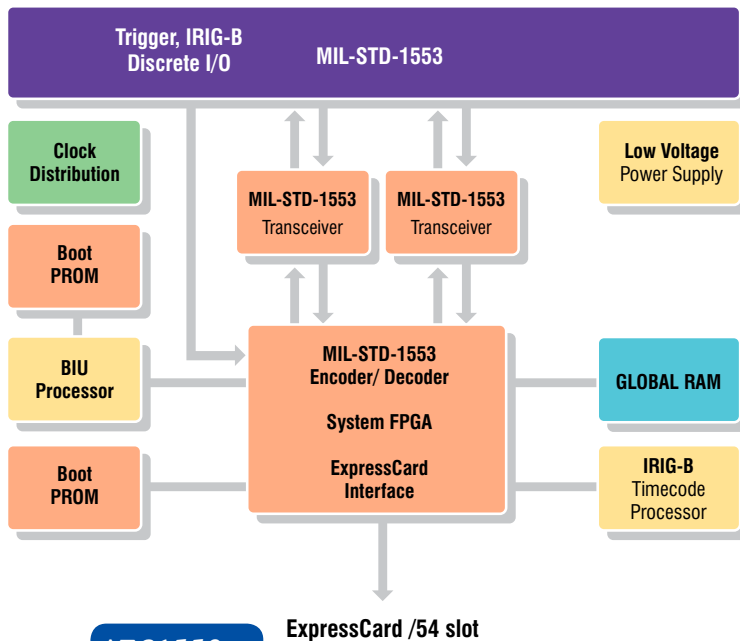 Trigger, IRIG-B
Discrete I/O
MIL-STD-1553
Clock
Distribution
MIL-STD-1553
Transceiver
MIL-STD-1553
Transceiver
Low Voltage
Power Supply
Boot
PROM
BIU
Processor
MIL-STD-1553
Encoder/ Decoder
System FPGA
ExpressCard
Interface
GLOBAL RAM
Boot
PROM
IRIG-B
Timecode
Processor
ExpressCard /54 slot